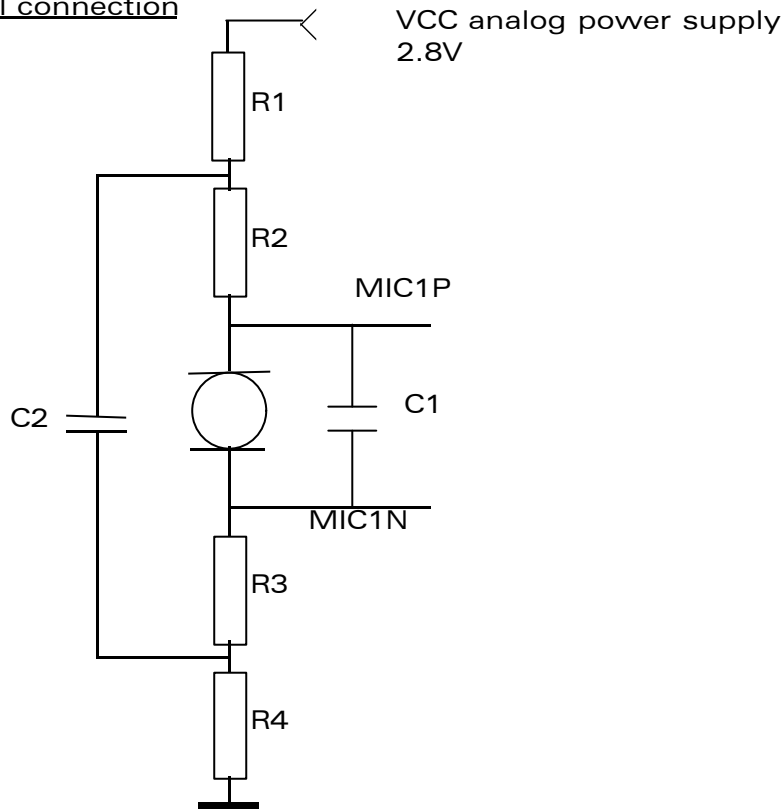 connection
VCC analog power supply
2.8V
R1
R2
MIC1P
C2
C1
MIC1N
R3
R4